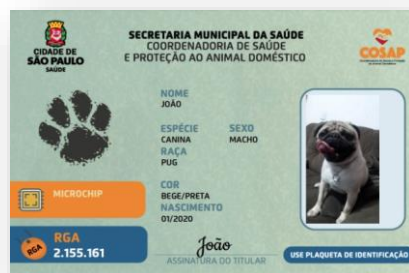 CIDADE DE
SÃO PAULO
SAÚDE
SECRETARIA MUNICIPAL DA SAÚDE
COORDENADORIA DE SAÚDE
E PROTEÇÃO AO ANIMAL DOMÉSTICO
COSAP
NOME
JOÃO
ESPÉCIE SEXO
CANINA MACHO
RAÇA
PUG
COR
BEGE/PRETA
NASCIMENTO
01/2020
MICROCHIP
RGA
RGA
2.155.161
João
ASSINATURA DO TITULAR
USE PLAQUETA DE IDENTIFICAÇÃO